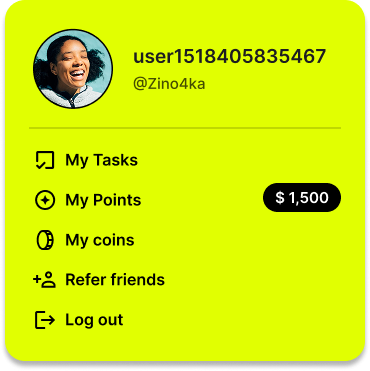 user1518405835467
@Zino4ka
My Tasks
My Points
$ 1,500
My coins
Refer friends
Log out